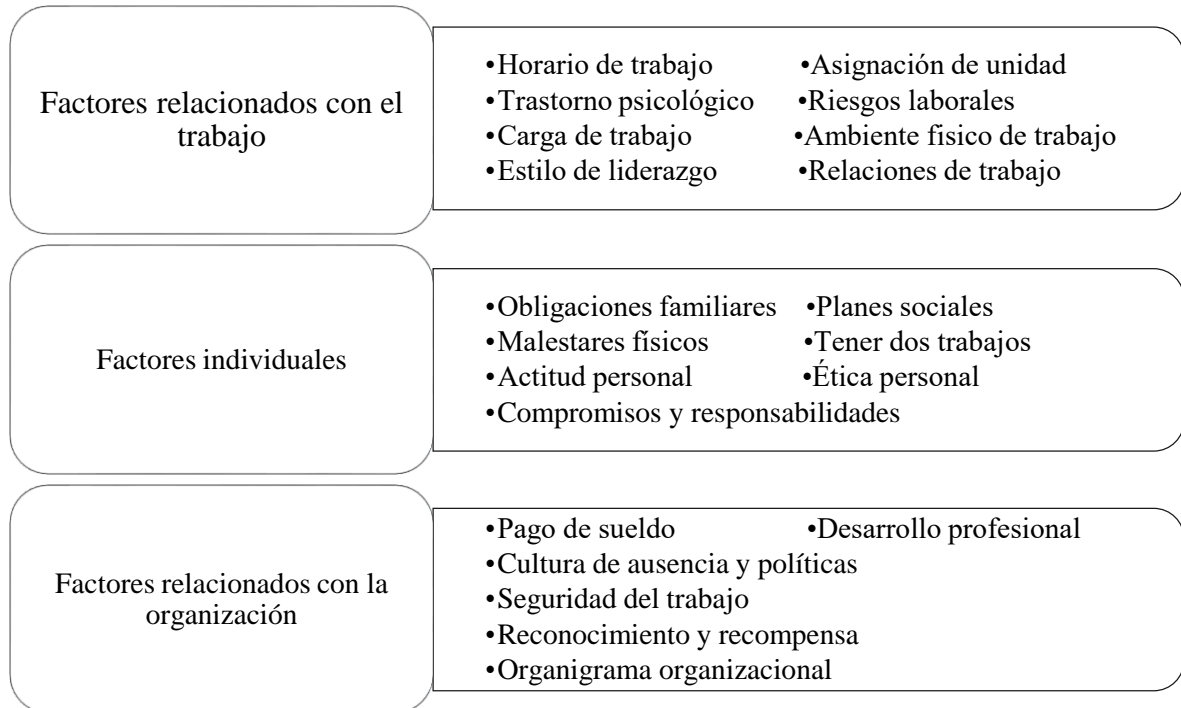 Factores relacionados con el
trabajo
•Horario de trabajo •Asignación de unidad
•Trastorno psicológico •Riesgos laborales
•Carga de trabajo •Ambiente fisico de trabajo
•Estilo de liderazgo •Relaciones de trabajo
Factores individuales
•Obligaciones familiares •Planes sociales
•Malestares físicos •Tener dos trabajos
•Actitud personal •Ética personal
•Compromisos y responsabilidades
Factores relacionados con la
organización
•Pago de sueldo •Desarrollo profesional
•Cultura de ausencia y políticas
•Seguridad del trabajo
•Reconocimiento y recompensa
•Organigrama organizacional